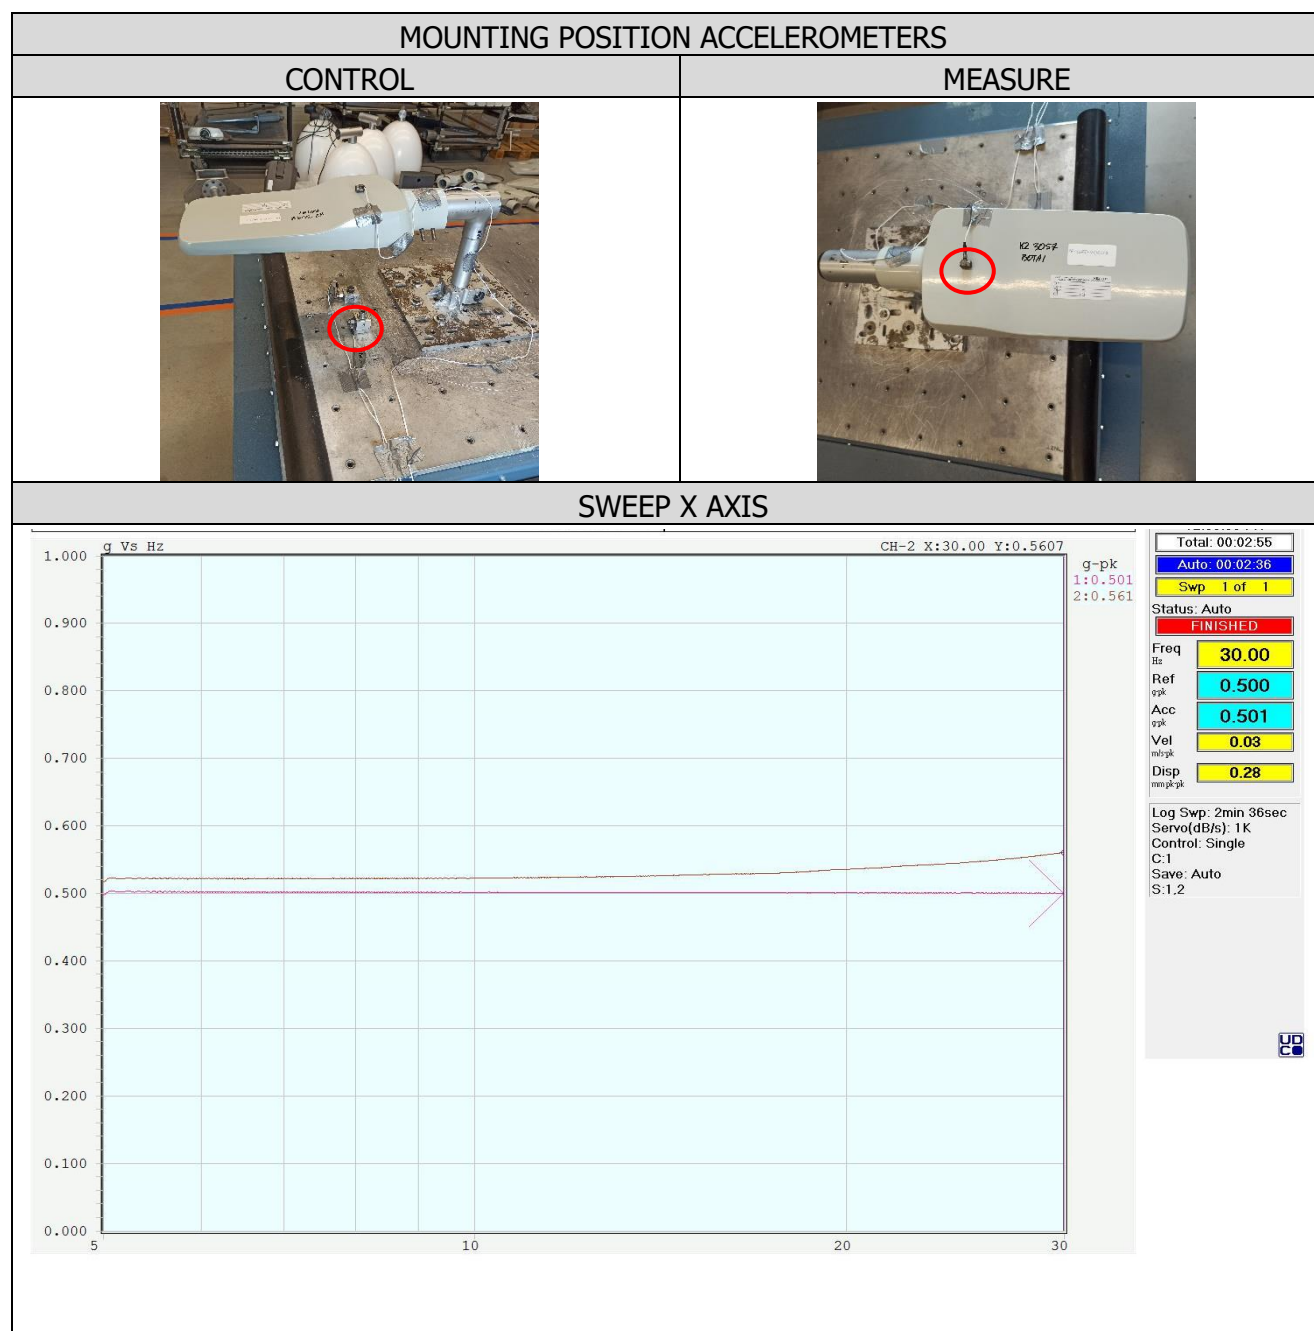 MOUNTING POSITION ACCELEROMETERS
CONTROL
MEASURE
SWEEP X AXIS
g Vs Hz
CH-2 X:30.00 Y:0.5607
g-pk
1:0.501
2:0.561
1.000
0.900
0.800
0.700
0.600
0.500
0.400
0.300
0.200
0.100
0.000
5
10
20
30
Total: 00:02:55
Auto: 00:02:36
Swp 1 of 1
Status: Auto
FINISHED
Freq
Hz
30.00
Ref
g-pk
0.500
Acc
g-pk
0.501
Vel
m/s-pk
0.03
Disp
mm pk-pk
0.28
Log Swp: 2min 36sec
Servo(dB/s): 1K
Control: Single
C:1
Save: Auto
S:1,2
UD
CO